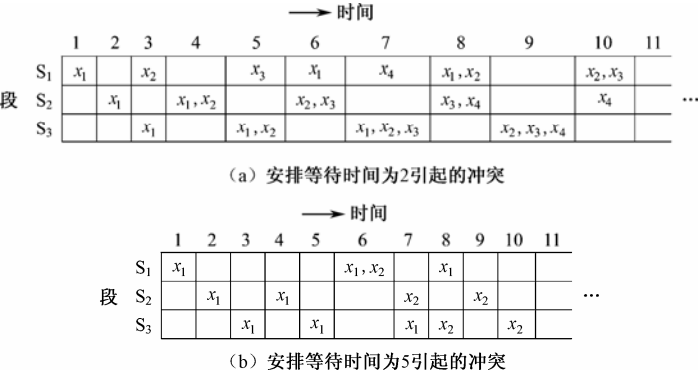 → 时间
1 2 3 4 5 6 7 8 9 10 11
S₁ x₁ x₂ x₃ x₁ x₄ x₁,x₂ x₂,x₃
段 S₂ x₁ x₁,x₂ x₂,x₃ x₃,x₄ x₄ …
S₃ x₁ x₁,x₂ x₁,x₂,x₃ x₂,x₃,x₄
（a）安排等待时间为2引起的冲突
→ 时间
1 2 3 4 5 6 7 8 9 10 11
S₁ x₁ x₁,x₂ x₁
段 S₂ x₁ x₁ x₂ x₂ …
S₃ x₁ x₁ x₁ x₂ x₂
（b）安排等待时间为5引起的冲突